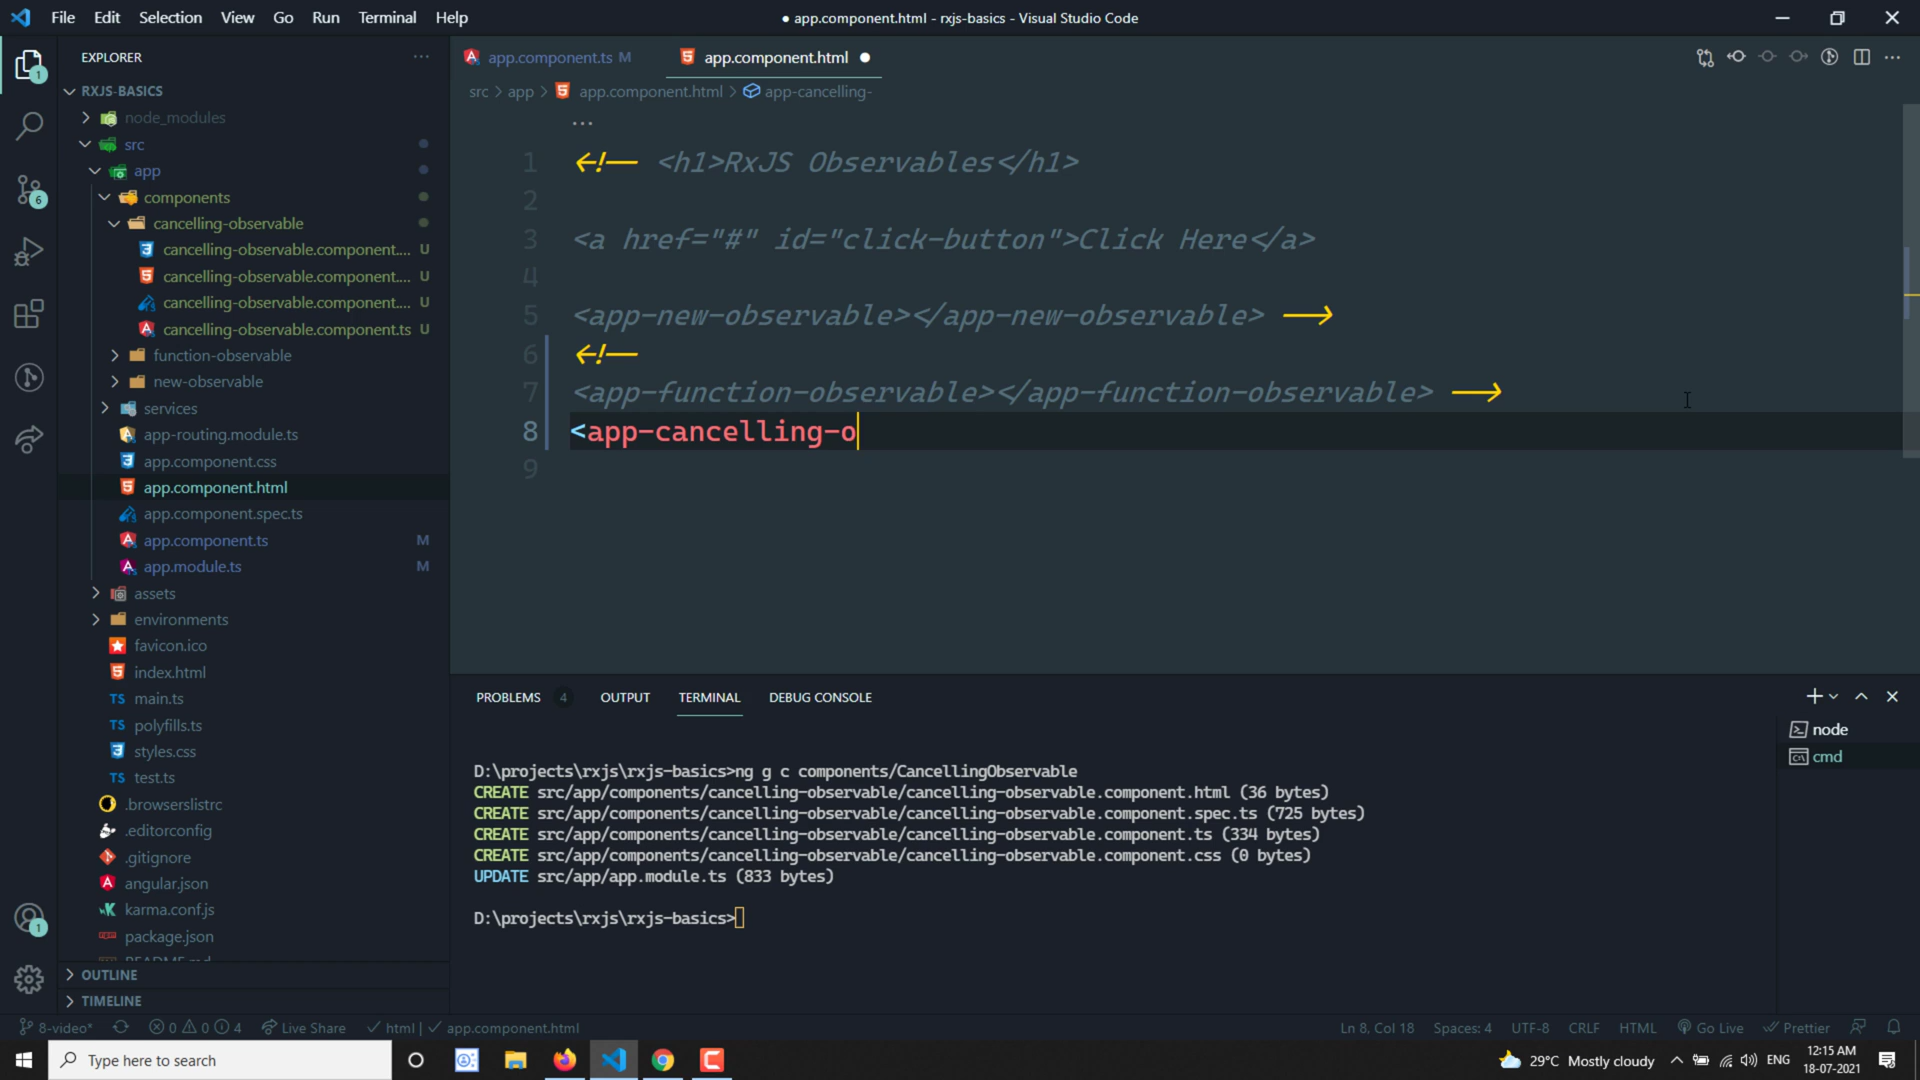 File Edit Selection View Go Run Terminal Help
● app.component.html - rxjs-basics - Visual Studio Code
EXPLORER
RXJS-BASICS
node_modules
src
app
components
cancelling-observable
cancelling-observable.component.... U
cancelling-observable.component.... U
cancelling-observable.component.... U
cancelling-observable.component.ts U
function-observable
new-observable
services
app-routing.module.ts
app.component.css
app.component.html
app.component.spec.ts
app.component.ts M
app.module.ts M
assets
environments
favicon.ico
index.html
main.ts
polyfills.ts
styles.css
test.ts
.browserslistrc
.editorconfig
.gitignore
angular.json
karma.conf.js
package.json
OUTLINE
TIMELINE
1
6
1
app.component.ts M
app.component.html ●
src > app > app.component.html > app-cancelling-
...
1 <!-- <h1>RxJS Observables</h1>
2
3 <a href="#" id="click-button">Click Here</a>
4
5 <app-new-observable></app-new-observable> -->
6 <!--
7 <app-function-observable></app-function-observable> -->
8 <app-cancelling-o
9
PROBLEMS 4 OUTPUT TERMINAL DEBUG CONSOLE
node
cmd
D:\projects\rxjs\rxjs-basics>ng g c components/CancellingObservable
CREATE src/app/components/cancelling-observable/cancelling-observable.component.html (36 bytes)
CREATE src/app/components/cancelling-observable/cancelling-observable.component.spec.ts (725 bytes)
CREATE src/app/components/cancelling-observable/cancelling-observable.component.ts (334 bytes)
CREATE src/app/components/cancelling-observable/cancelling-observable.component.css (0 bytes)
UPDATE src/app/app.module.ts (833 bytes)
D:\projects\rxjs\rxjs-basics>
8-video* 0 0 4 Live Share html | app.component.html
Ln 8, Col 18 Spaces: 4 UTF-8 CRLF HTML Go Live Prettier
Type here to search
29°C Mostly cloudy ENG
12:15 AM
18-07-2021